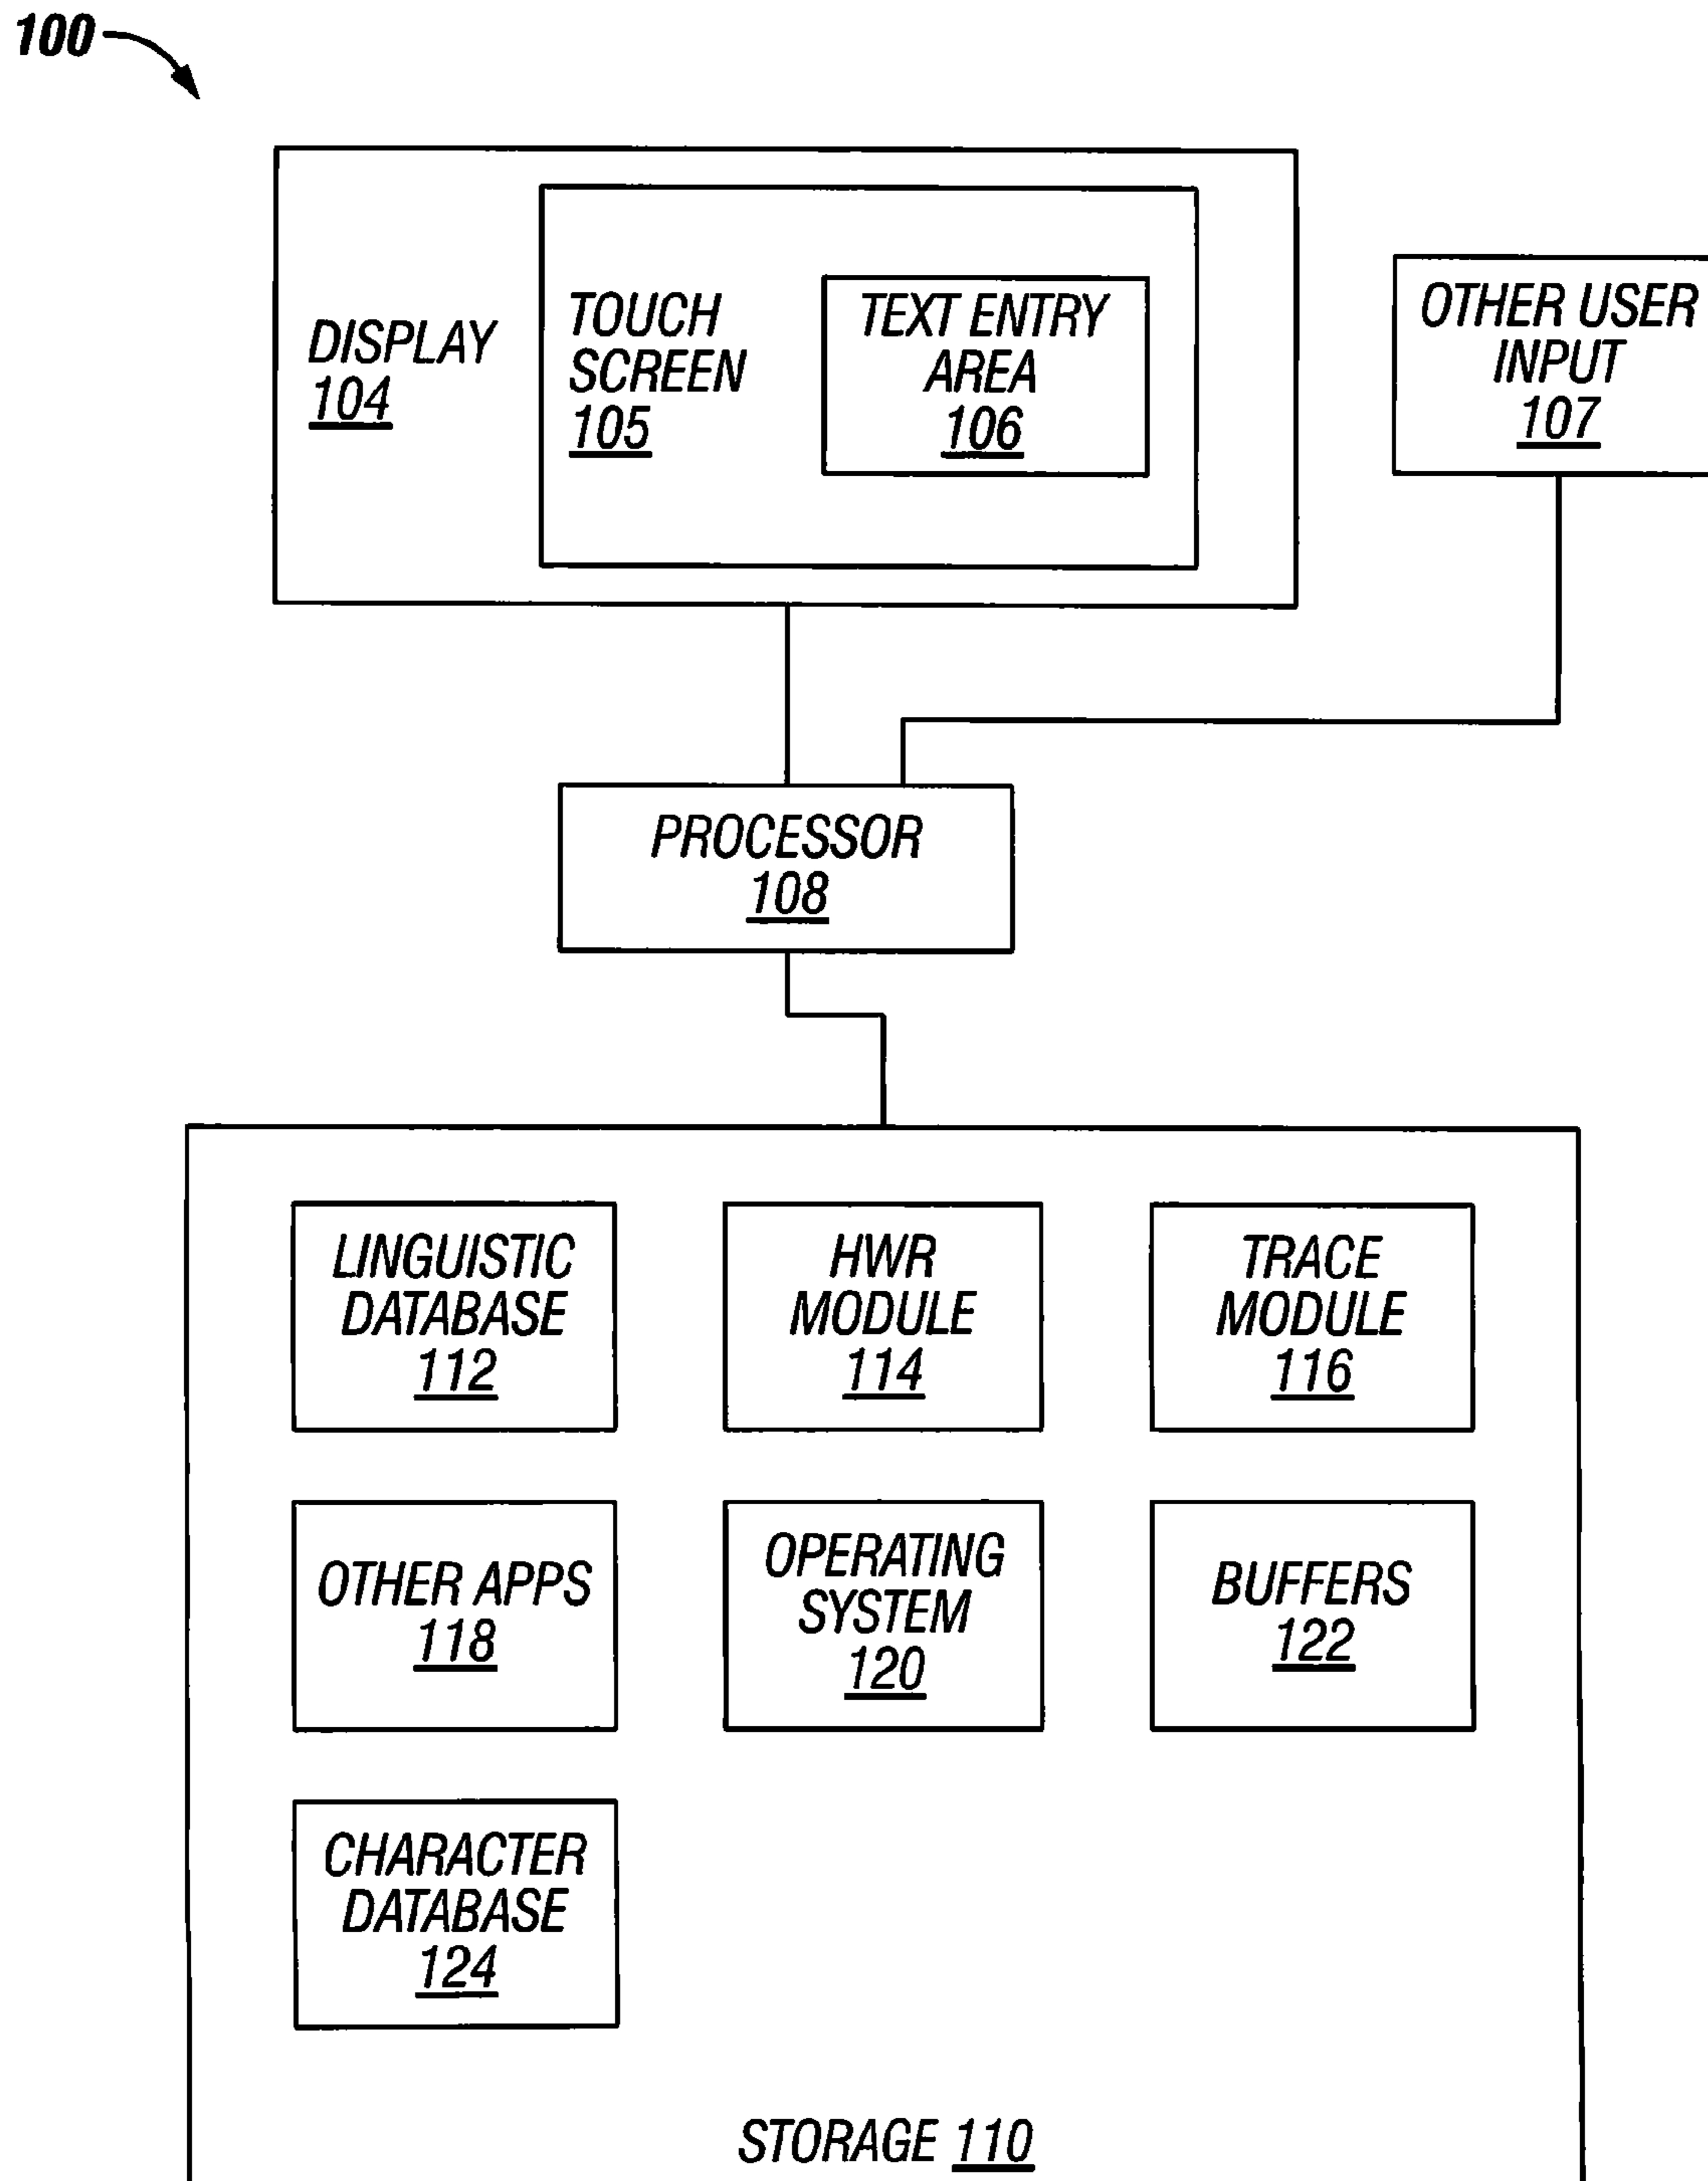 100
DISPLAY
104
TOUCH
SCREEN
105
TEXT ENTRY
AREA
106
OTHER USER
INPUT
107
PROCESSOR
108
LINGUISTIC
DATABASE
112
HWR
MODULE
114
TRACE
MODULE
116
OTHER APPS
118
OPERATING
SYSTEM
120
BUFFERS
122
CHARACTER
DATABASE
124
STORAGE 110